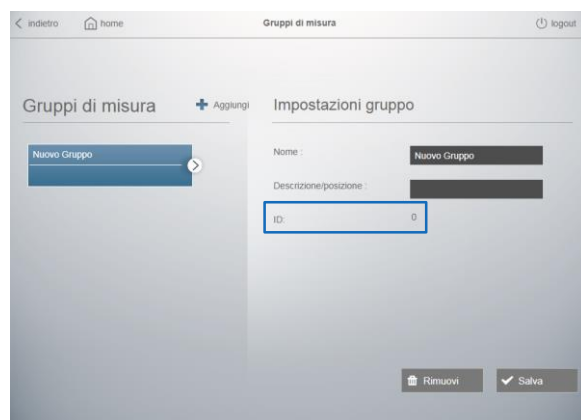 indietro
home
Gruppi di misura
logout
Gruppi di misura
Aggiungi
Nuovo Gruppo
Impostazioni gruppo
Nome :
Nuovo Gruppo
Descrizione/posizione :
ID:
0
Rimuovi
Salva